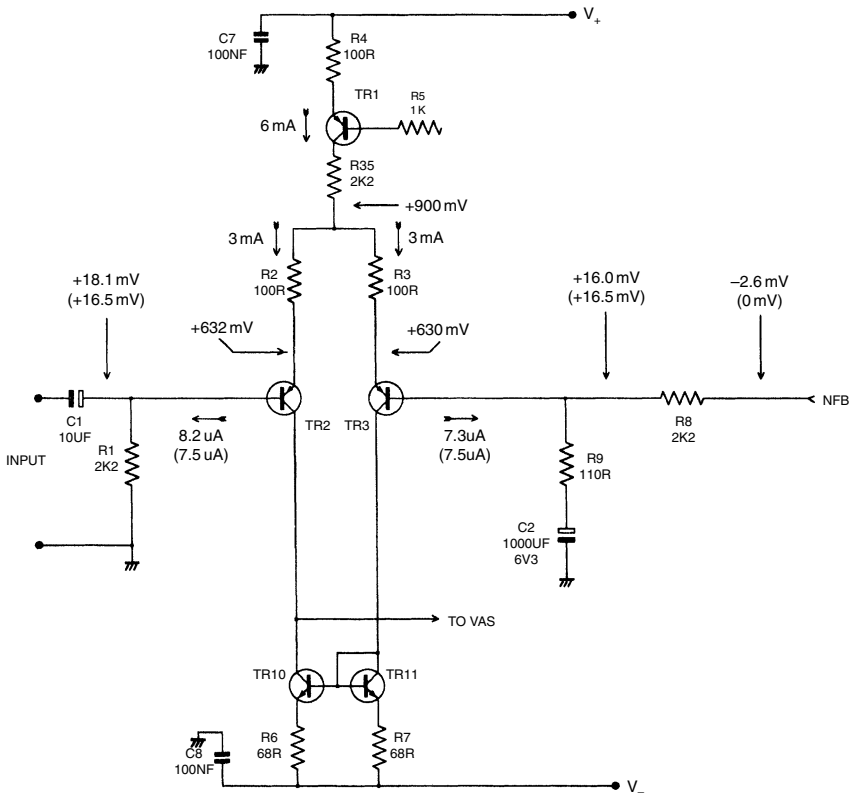 V+
C7
100NF
R4
100R
TR1
R5
1K
6 mA
R35
2K2
+900 mV
3 mA
3 mA
R2
100R
R3
100R
+18.1 mV
(+16.5 mV)
+16.0 mV
(+16.5 mV)
–2.6 mV
(0 mV)
+632 mV
+630 mV
NFB
C1
10UF
TR2
TR3
R8
2K2
8.2 uA
(7.5 uA)
7.3uA
(7.5uA)
R1
2K2
INPUT
R9
110R
C2
1000UF
6V3
TO VAS
TR10
TR11
R6
68R
R7
68R
C8
100NF
V–